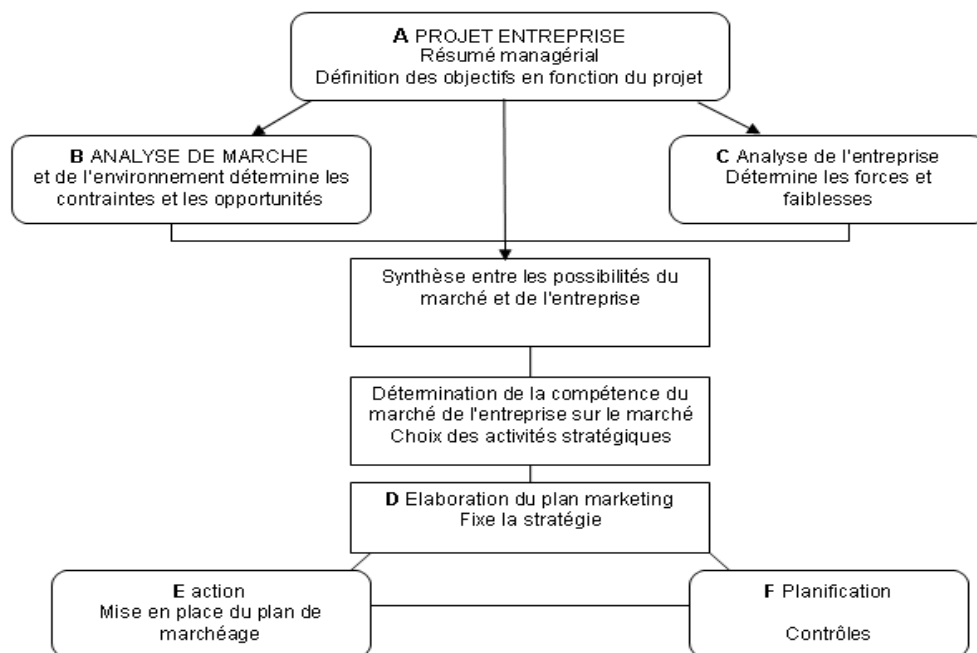 A PROJET ENTREPRISE
Résumé managérial
Définition des objectifs en fonction du projet
B ANALYSE DE MARCHE
et de l'environnement détermine les
contraintes et les opportunités
C Analyse de l'entreprise
Détermine les forces et
faiblesses
Synthèse entre les possibilités du
marché et de l'entreprise
Détermination de la compétence du
marché de l'entreprise sur le marché
Choix des activités stratégiques
D Elaboration du plan marketing
Fixe la stratégie
E action
Mise en place du plan de
marchéage
F Planification
Contrôles